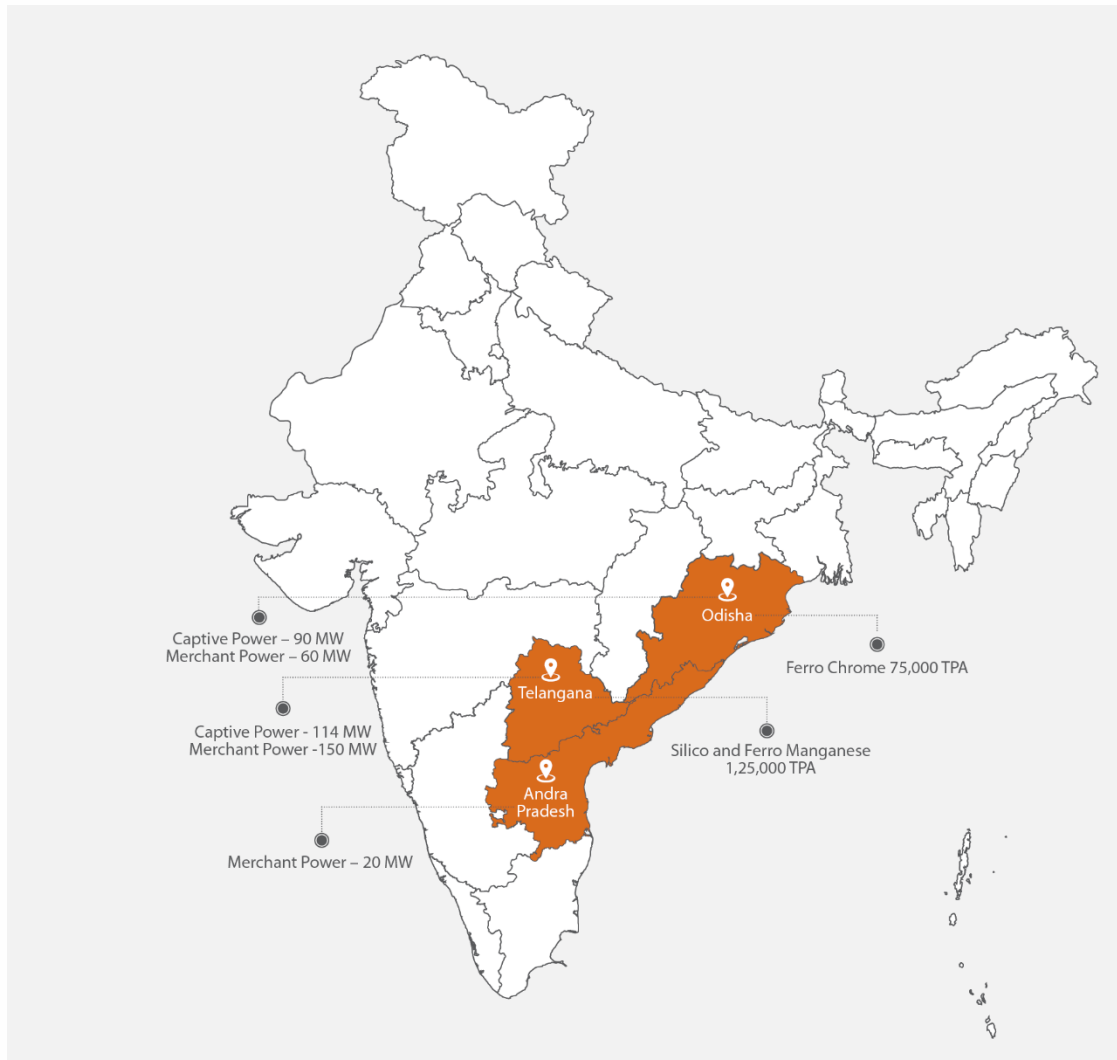 Odisha
Captive Power – 90 MW
Merchant Power – 60 MW
Ferro Chrome 75,000 TPA
Telangana
Captive Power - 114 MW
Merchant Power -150 MW
Silico and Ferro Manganese
1,25,000 TPA
Andra
Pradesh
Merchant Power – 20 MW